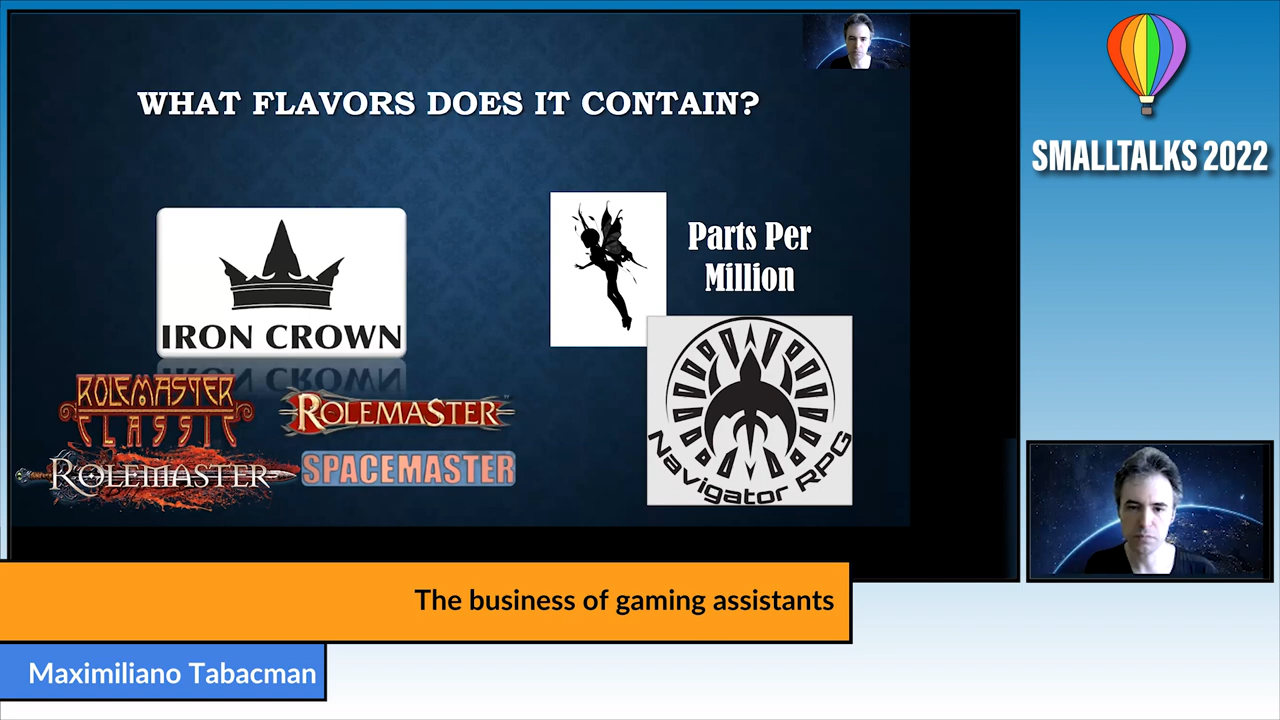 WHAT FLAVORS DOES IT CONTAIN?
IRON CROWN
ROLEMASTER
CLASSIC
ROLEMASTER
ROLEMASTER
SPACEMASTER
Parts Per
Million
Navigator RPG
SMALLTALKS 2022
The business of gaming assistants
Maximiliano Tabacman